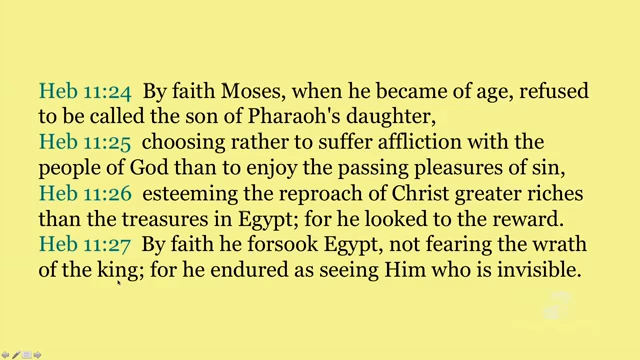 Heb 11:24  By faith Moses, when he became of age, refused
to be called the son of Pharaoh's daughter,
Heb 11:25  choosing rather to suffer affliction with the
people of God than to enjoy the passing pleasures of sin,
Heb 11:26  esteeming the reproach of Christ greater riches
than the treasures in Egypt; for he looked to the reward.
Heb 11:27  By faith he forsook Egypt, not fearing the wrath
of the king; for he endured as seeing Him who is invisible.